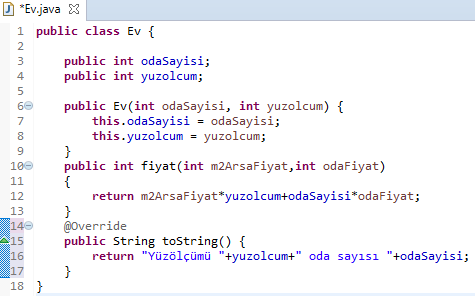 *Ev.java
1 public class Ev {
2
3     public int odaSayisi;
4     public int yuzolcum;
5
6     public Ev(int odaSayisi, int yuzolcum) {
7         this.odaSayisi = odaSayisi;
8         this.yuzolcum = yuzolcum;
9     }
10     public int fiyat(int m2ArsaFiyat,int odaFiyat)
11     {
12         return m2ArsaFiyat*yuzolcum+odaSayisi*odaFiyat;
13     }
14     @Override
15     public String toString() {
16         return "Yüzölçümü "+yuzolcum+" oda sayısı "+odaSayisi;
17     }
18 }